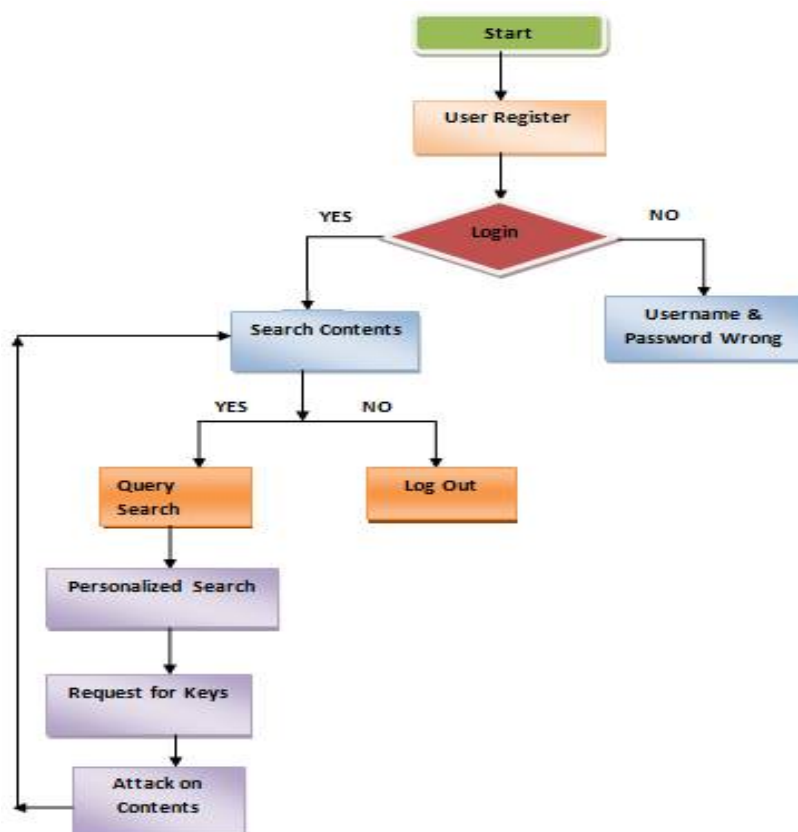 Start
User Register
YES
NO
Login
Search Contents
Username &
Password Wrong
YES
NO
Query
Search
Log Out
Personalized Search
Request for Keys
Attack on
Contents